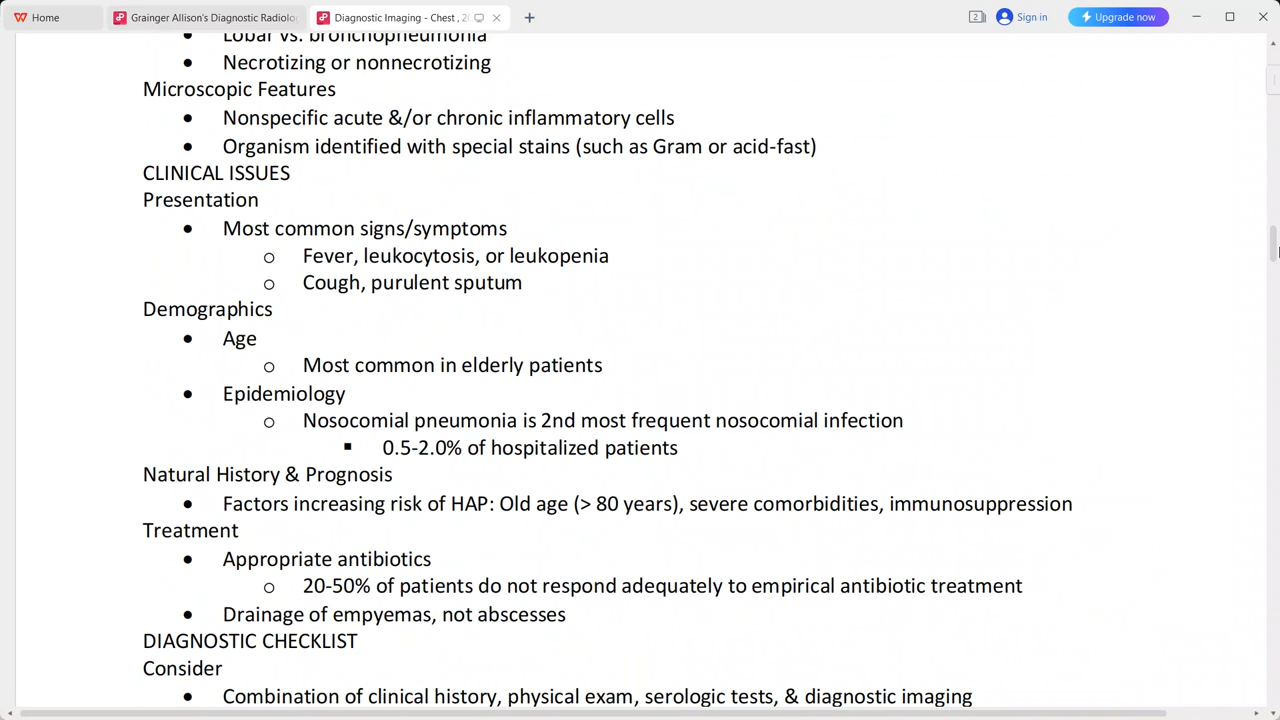 Home
Grainger Allison's Diagnostic Radiolo
Diagnostic Imaging - Chest , 2
Sign in
Upgrade now
• Lobar vs. bronchopneumonia
• Necrotizing or nonnecrotizing
Microscopic Features
• Nonspecific acute &/or chronic inflammatory cells
• Organism identified with special stains (such as Gram or acid-fast)
CLINICAL ISSUES
Presentation
• Most common signs/symptoms
o Fever, leukocytosis, or leukopenia
o Cough, purulent sputum
Demographics
• Age
o Most common in elderly patients
• Epidemiology
o Nosocomial pneumonia is 2nd most frequent nosocomial infection
▪ 0.5-2.0% of hospitalized patients
Natural History & Prognosis
• Factors increasing risk of HAP: Old age (> 80 years), severe comorbidities, immunosuppression
Treatment
• Appropriate antibiotics
o 20-50% of patients do not respond adequately to empirical antibiotic treatment
• Drainage of empyemas, not abscesses
DIAGNOSTIC CHECKLIST
Consider
• Combination of clinical history, physical exam, serologic tests, & diagnostic imaging